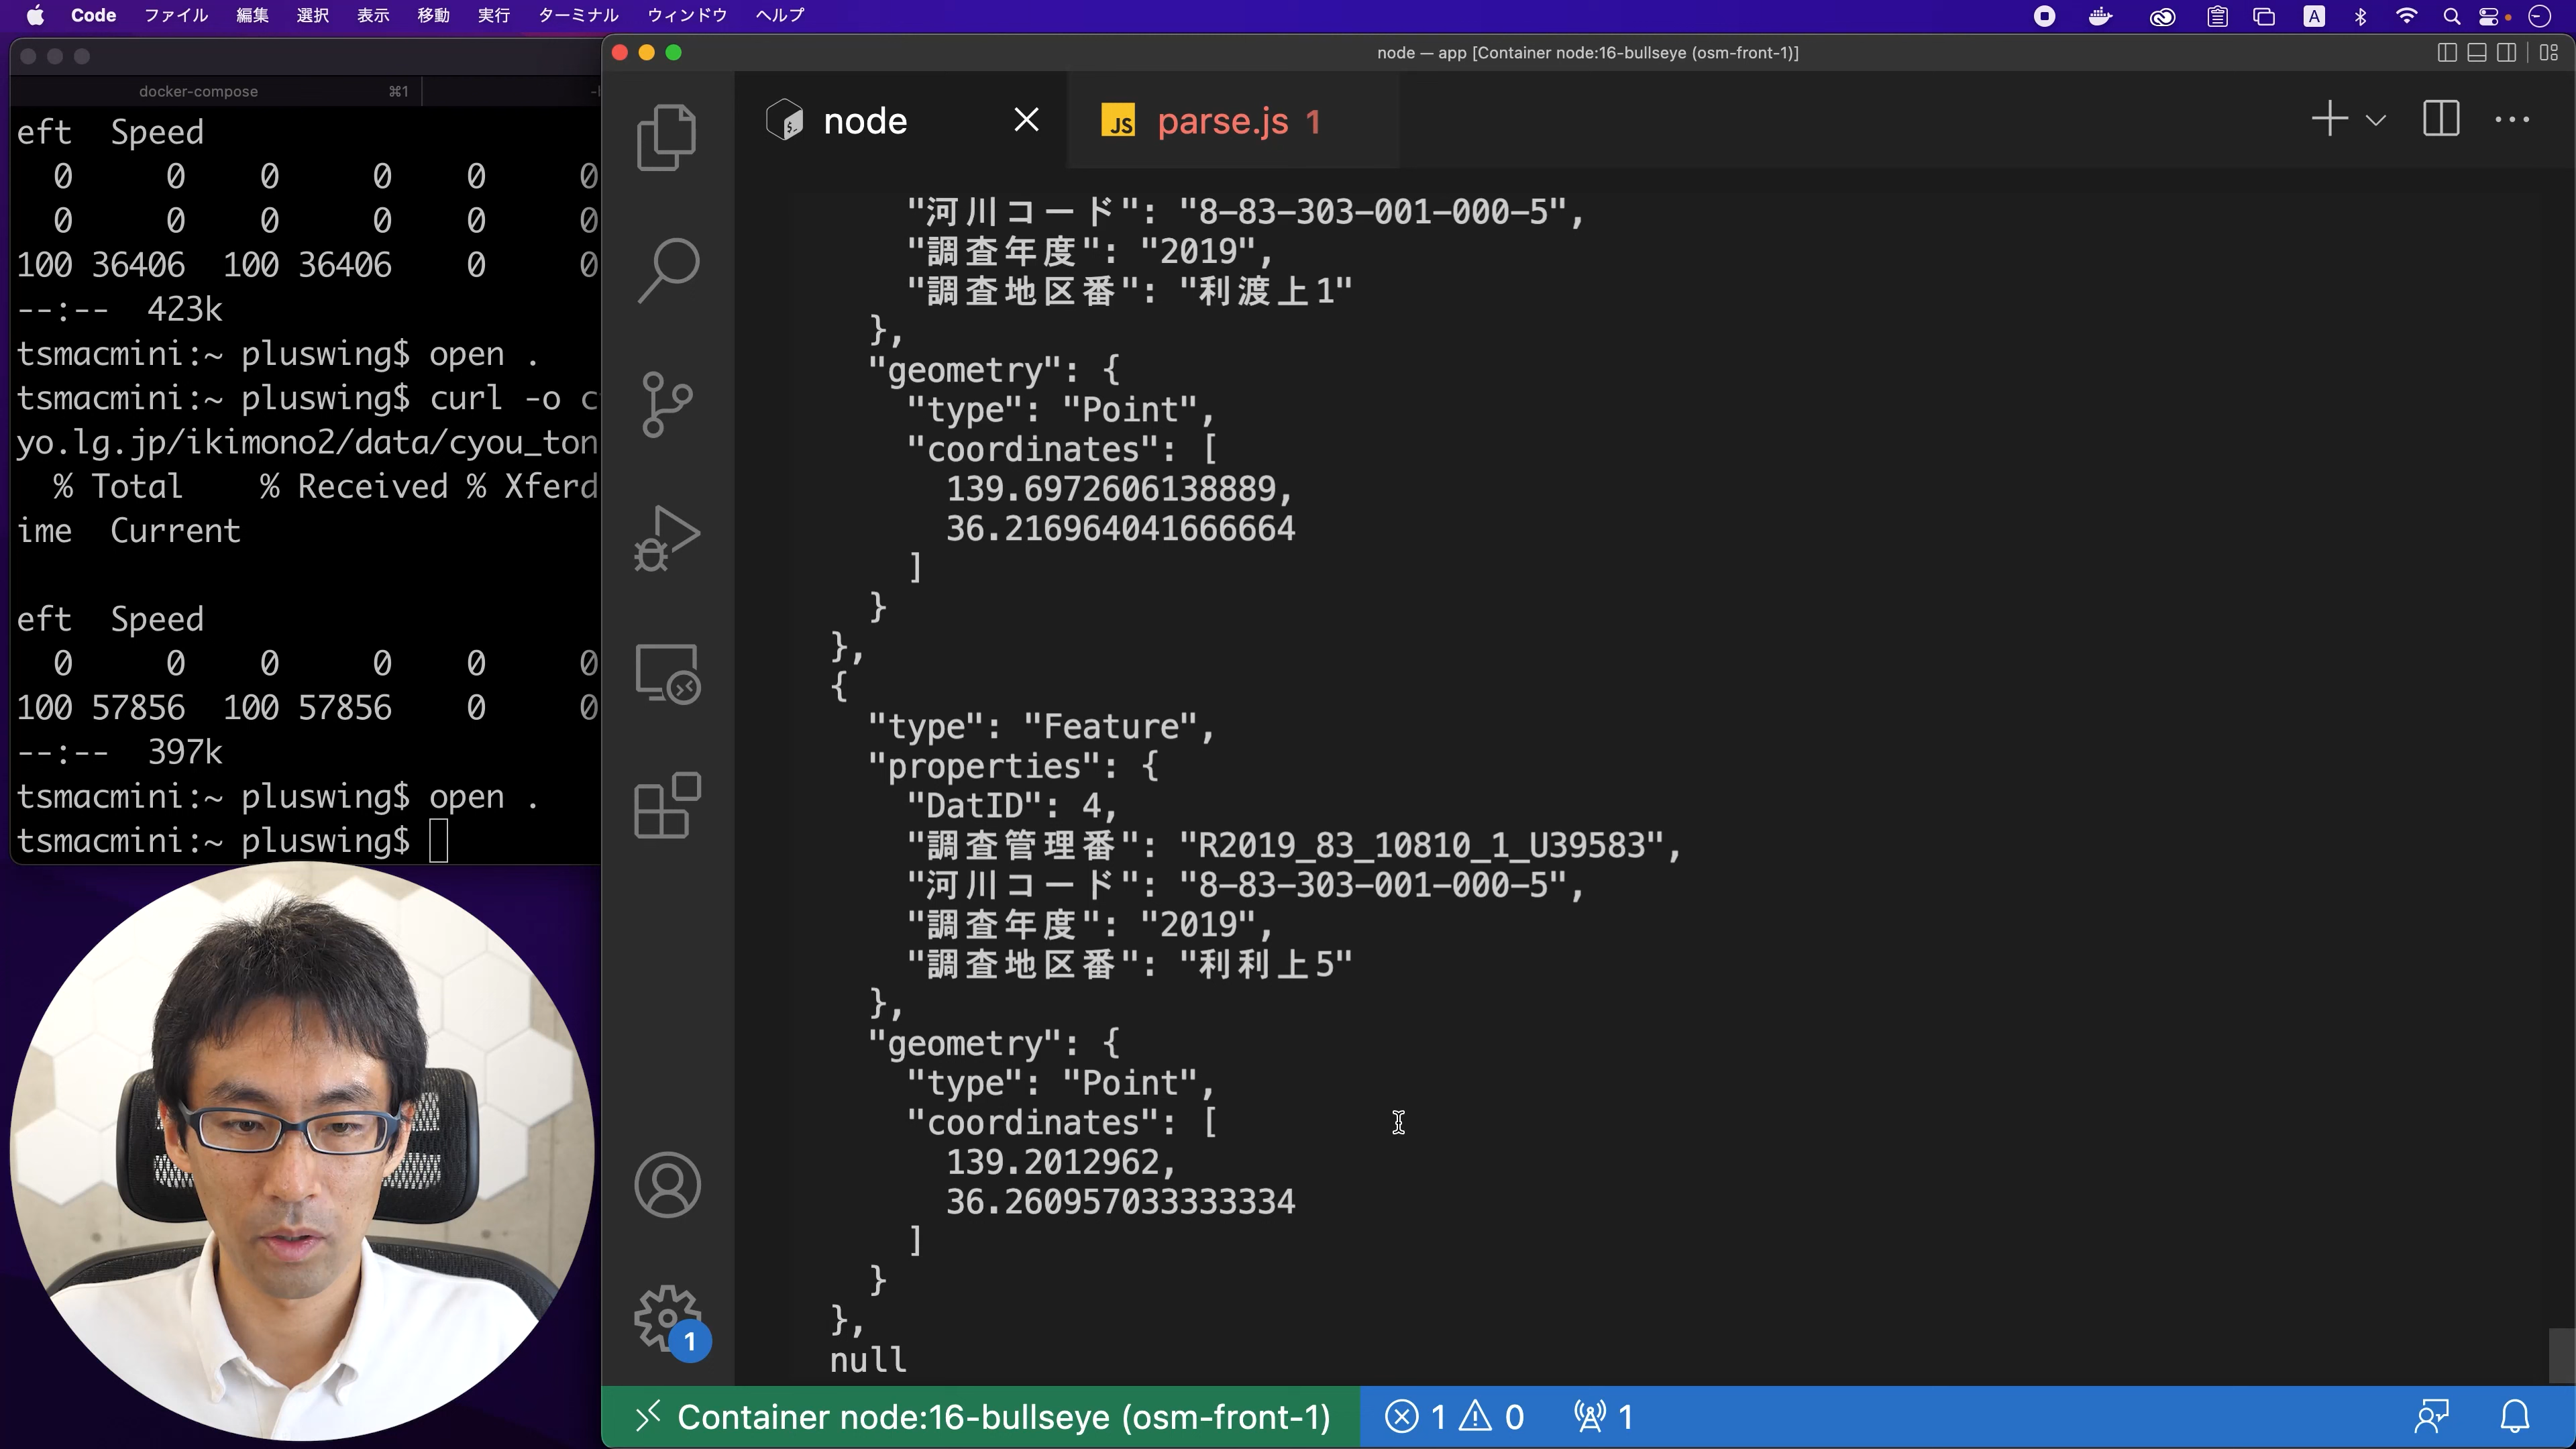 Code ファイル 編集 選択 表示 移動 実行 ターミナル ウィンドウ ヘルプ
A
docker-compose ⌘1
eft Speed
0 0 0 0 0 0
0 0 0 0 0 0
100 36406 100 36406 0 0
--:-- 423k
tsmacmini:~ pluswing$ open .
tsmacmini:~ pluswing$ curl -o c
yo.lg.jp/ikimono2/data/cyou_ton
% Total % Received % Xferd
ime Current
eft Speed
0 0 0 0 0 0
100 57856 100 57856 0 0
--:-- 397k
tsmacmini:~ pluswing$ open .
tsmacmini:~ pluswing$
node — app [Container node:16-bullseye (osm-front-1)]
node
JS parse.js 1
"河川コード": "8-83-303-001-000-5",
"調査年度": "2019",
"調査地区番": "利渡上1"
},
"geometry": {
"type": "Point",
"coordinates": [
139.6972606138889,
36.216964041666664
]
}
},
{
"type": "Feature",
"properties": {
"DatID": 4,
"調査管理番": "R2019_83_10810_1_U39583",
"河川コード": "8-83-303-001-000-5",
"調査年度": "2019",
"調査地区番": "利利上5"
},
"geometry": {
"type": "Point",
"coordinates": [
139.2012962,
36.260957033333334
]
}
},
null
1
Container node:16-bullseye (osm-front-1) 1 0 1